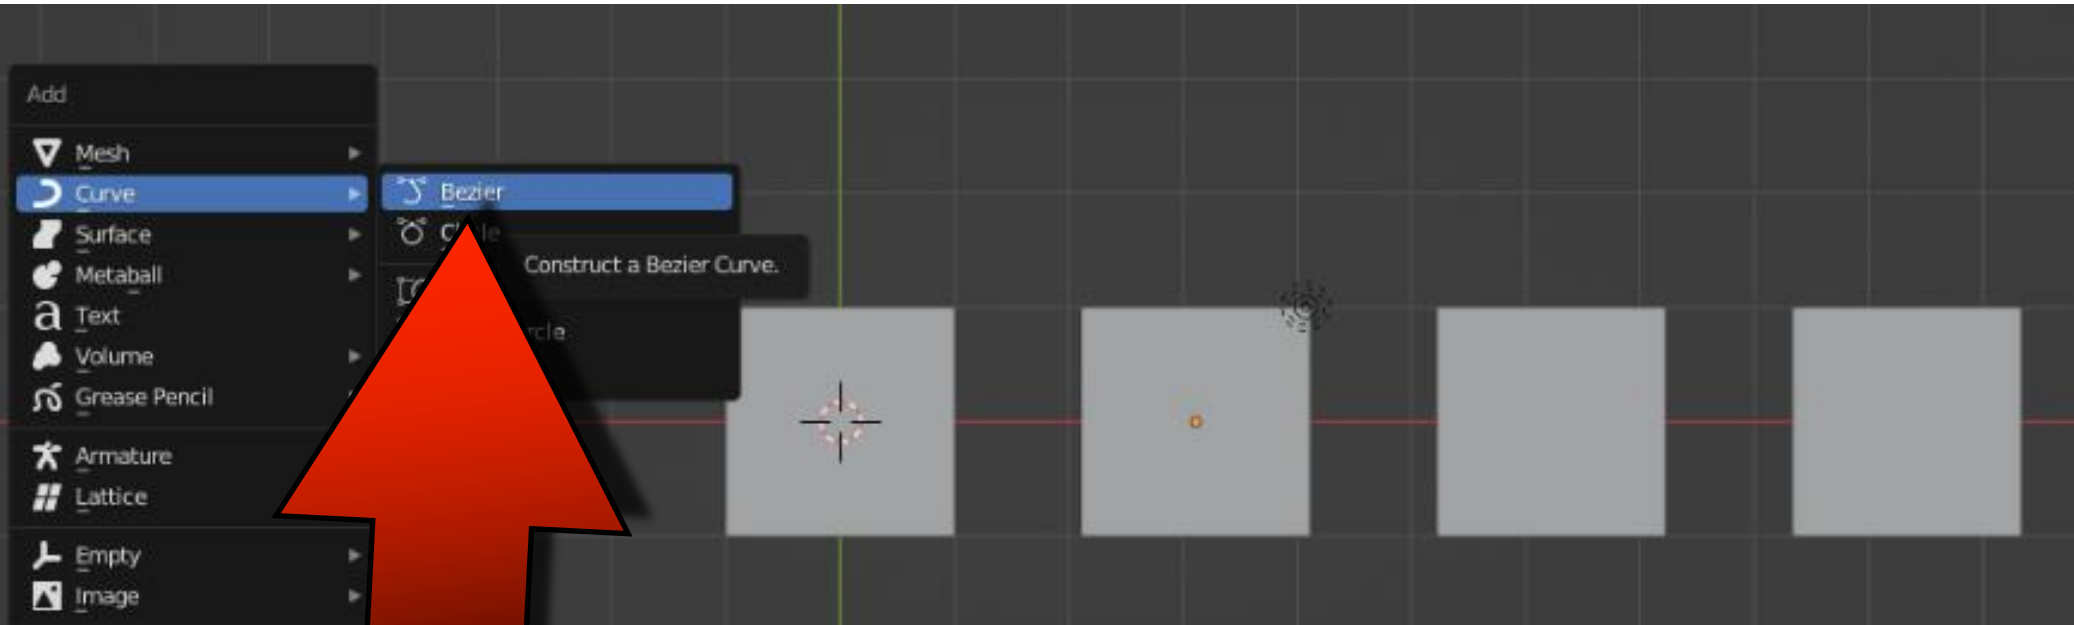 Add
Mesh
Curve
Surface
Metaball
Text
Volume
Grease Pencil
Armature
Lattice
Empty
Image
Bezier
Construct a Bezier Curve.